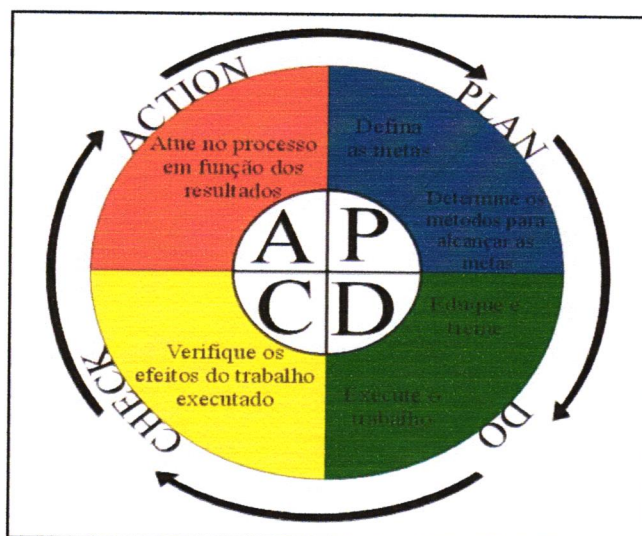 ACTION
PLAN
Atue no processo
em função dos
resultados
Defina
as metas
Determine os
métodos para
alcançar as
metas
A P
C D
Verifique os
efeitos do trabalho
executado
Eduque e
treine
Execute o
trabalho
CHECK
DO